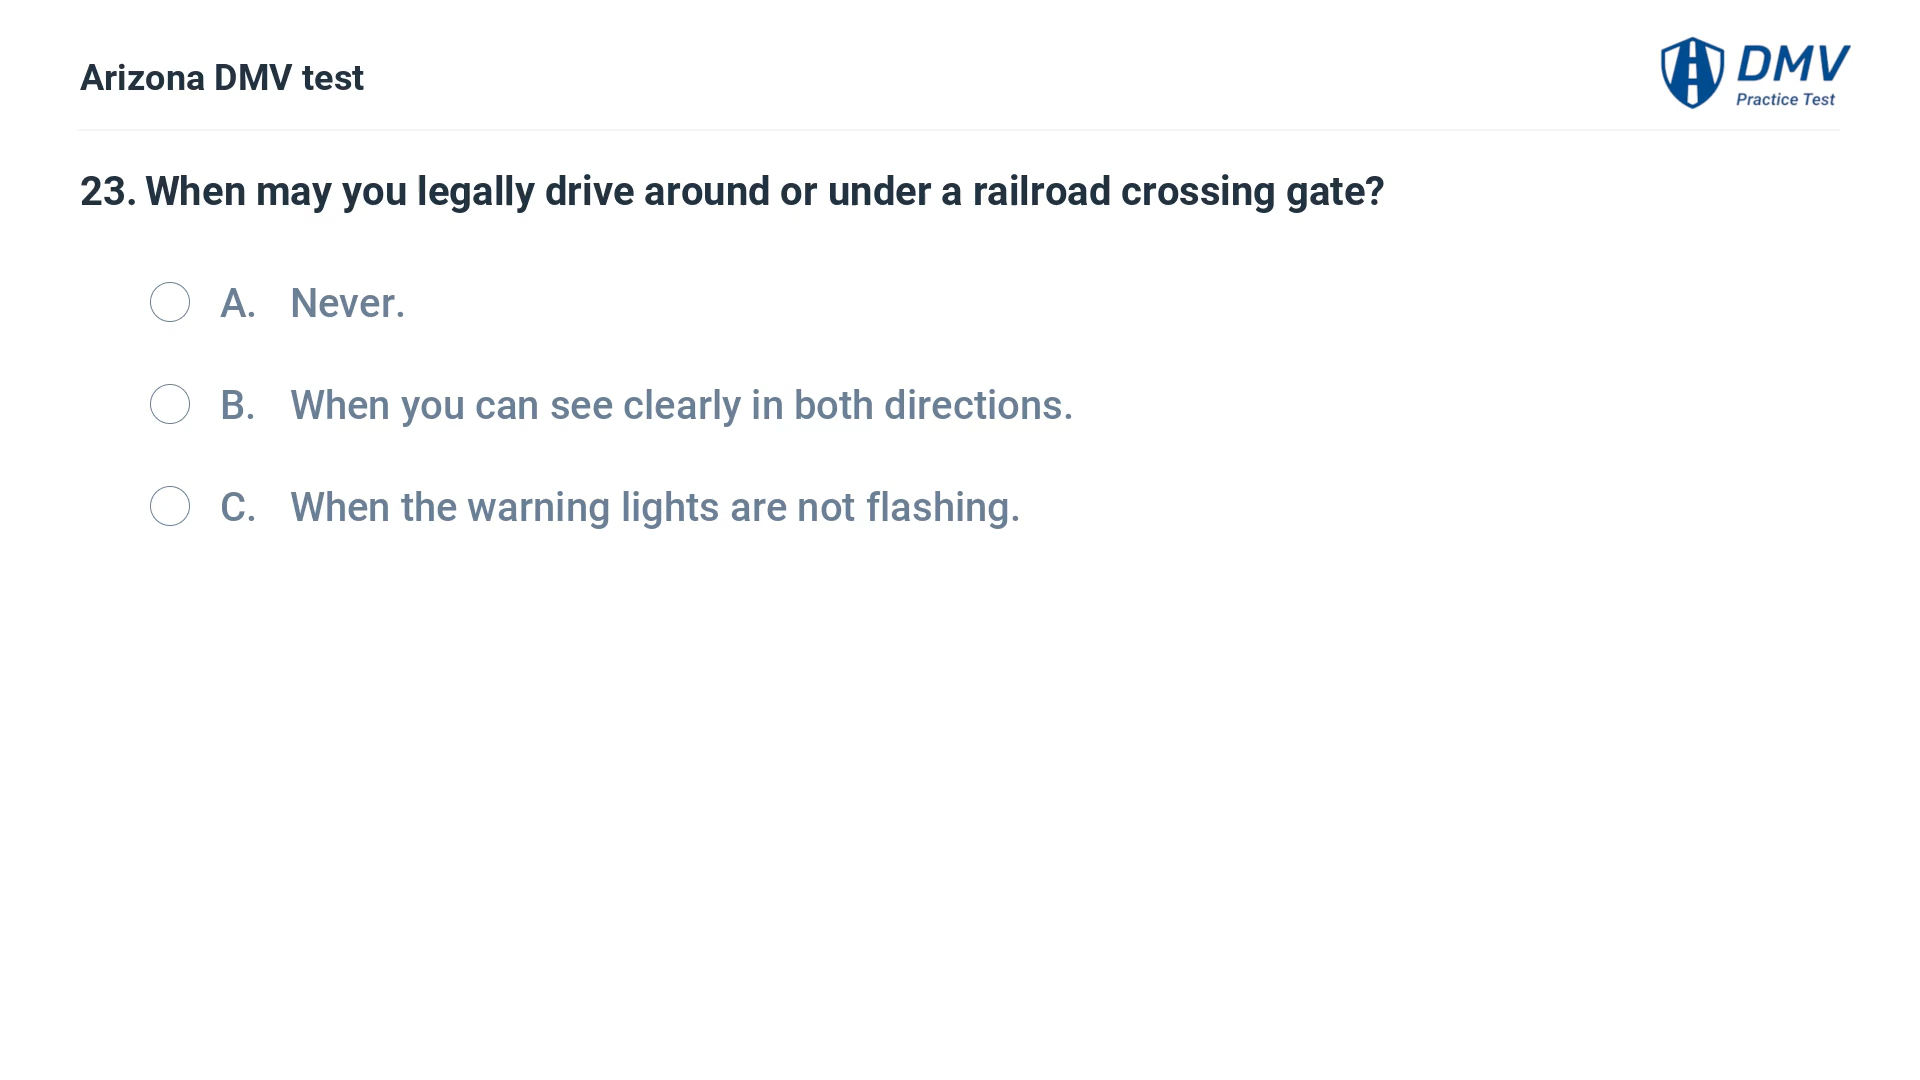 Arizona DMV test
DMV
Practice Test
23. When may you legally drive around or under a railroad crossing gate?
A. Never.
B. When you can see clearly in both directions.
C. When the warning lights are not flashing.